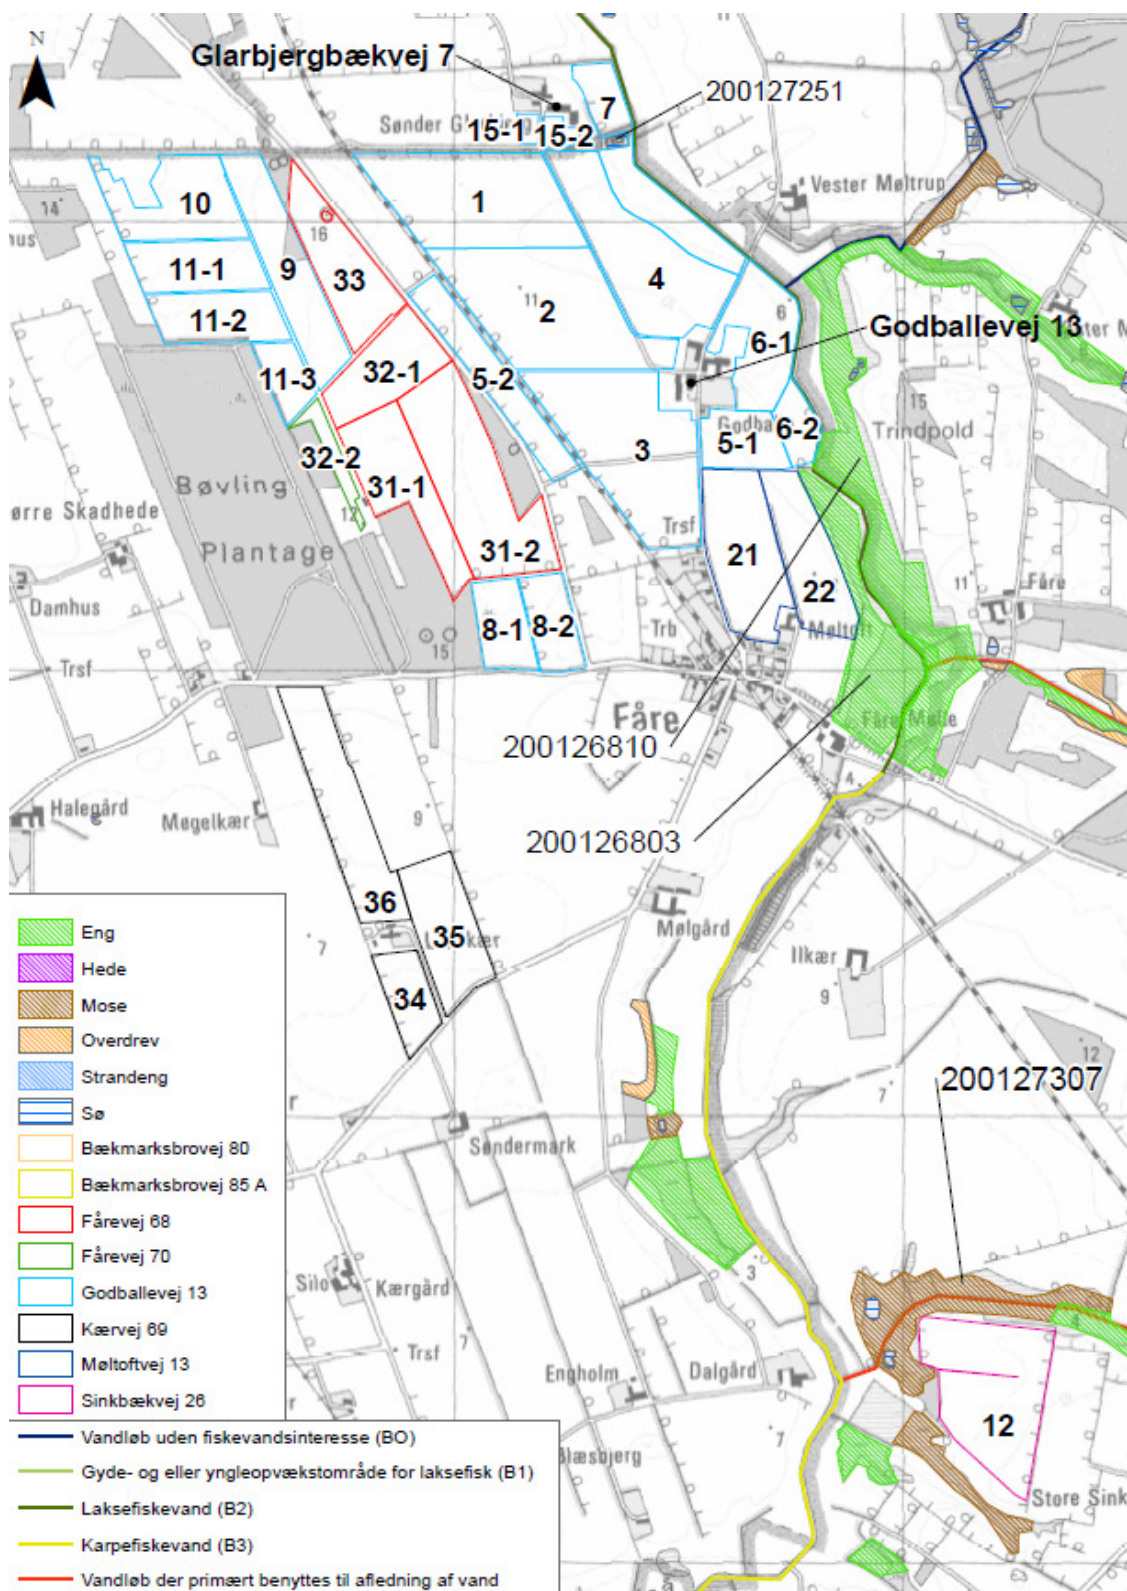 N
11
Glarbjergbækvej 7
7
200127251
Sønder
15-1
15-2
14
Vester Møltrup
10
1
16
7
9
33
4
11-1
11
2
6
11-2
Godballevej 13
6-1
32-1
5-2
11-3
15
Trindpold
5-1
6-2
3
32-2
Bøvling
31-1
12
ørre Skadhede
Plantage
Trsf
31-2
21
22
11
Fåre
Damhus
8-1
8-2
Trb
Møltoft
15
Trsf
Fåre
Fåre Mølle
200126810
4
Halegård
Møgelkær
9
200126803
36
Mølgård
35
Ilkær
7
9
34
Eng
Hede
Mose
Overdrev
Strandeng
Sø
Bækmarksbrovej 80
Bækmarksbrovej 85 A
Fårevej 68
Fårevej 70
Godballevej 13
Kærvej 69
Møltoftvej 13
Sinkbækvej 26
12
200127307
7
Søndermark
3
Silo
Kærgård
7
Trsf
Engholm
Dalgård
12
7
Blæsbjerg
Store Sink
Vandløb uden fiskevandsinteresse (BO)
Gyde- og eller yngleopvækstområde for laksefisk (B1)
Laksefiskevand (B2)
Karpefiskevand (B3)
Vandløb der primært benyttes til afledning af vand